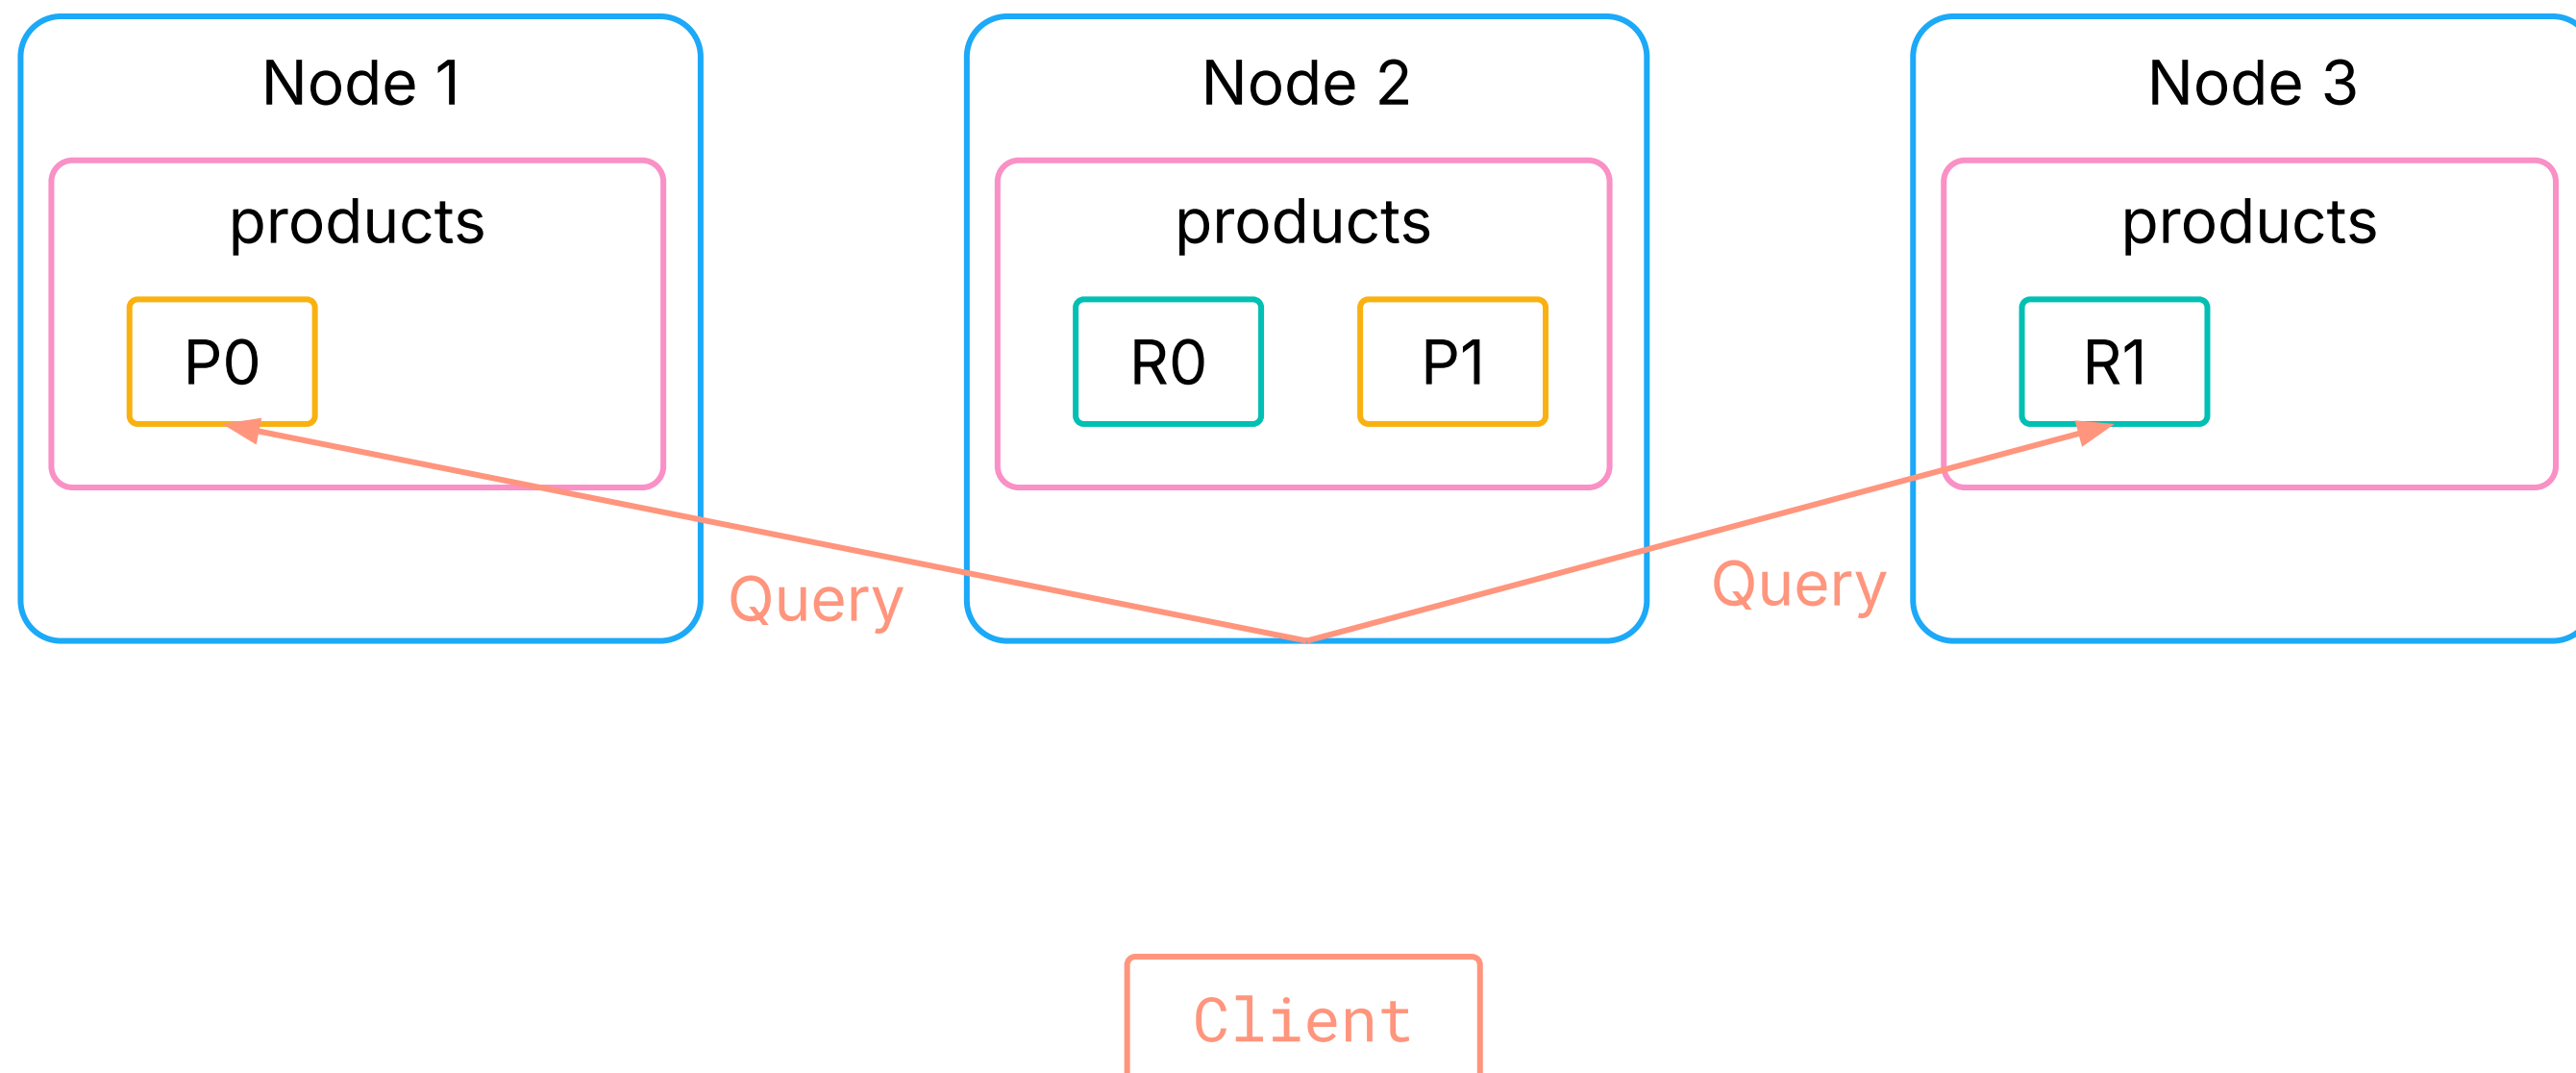 Node 1
products
P0
Node 2
products
R0 P1
Node 3
products
R1
Query
Query
Client